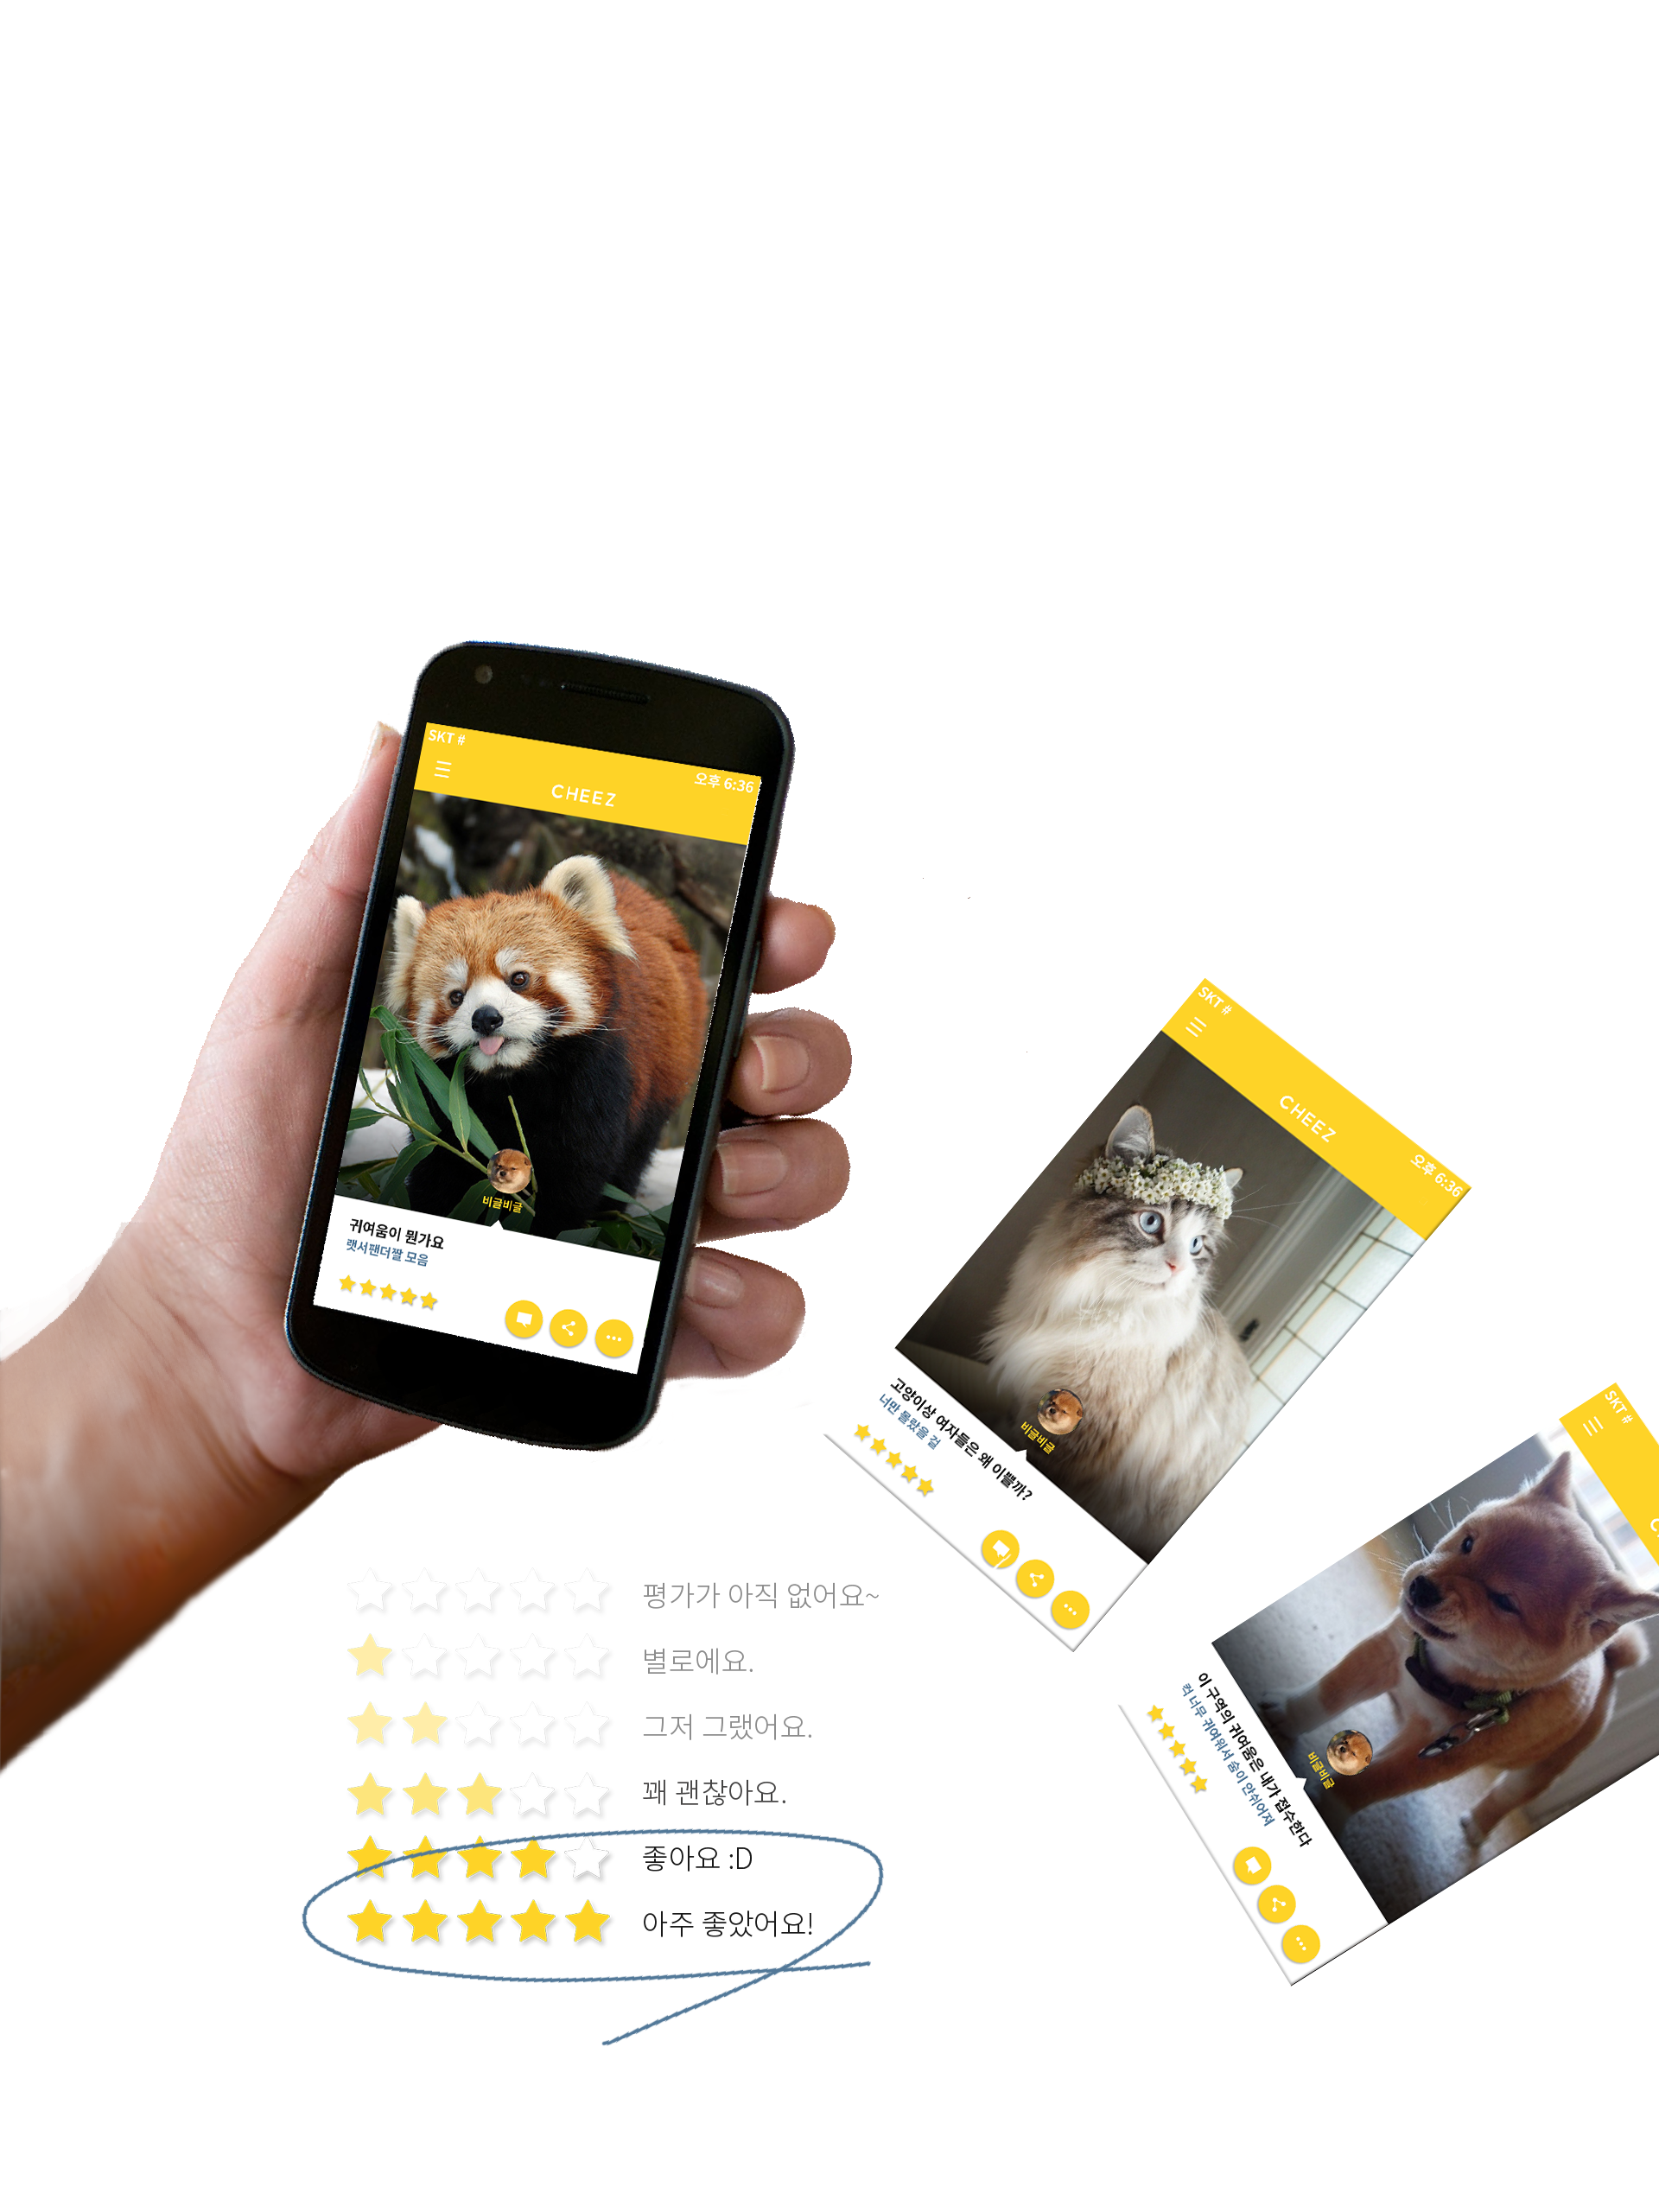 SKT #
오후 6:36
CHEEZ
비글비글
귀여움이 뭔가요
랫서팬더짤 모음
SKT #
CHEEZ
오후 6:36
비글비글
고양이상 여자들은 왜 이쁠까?
너만 몰랐을 걸
SKT #
비글비글
이 구역의 귀여움은 내가 접수한다
컥 너무 귀여워서 숨이 안쉬어져
평가가 아직 없어요~
별로에요.
그저 그랬어요.
꽤 괜찮아요.
좋아요 :D
아주 좋았어요!